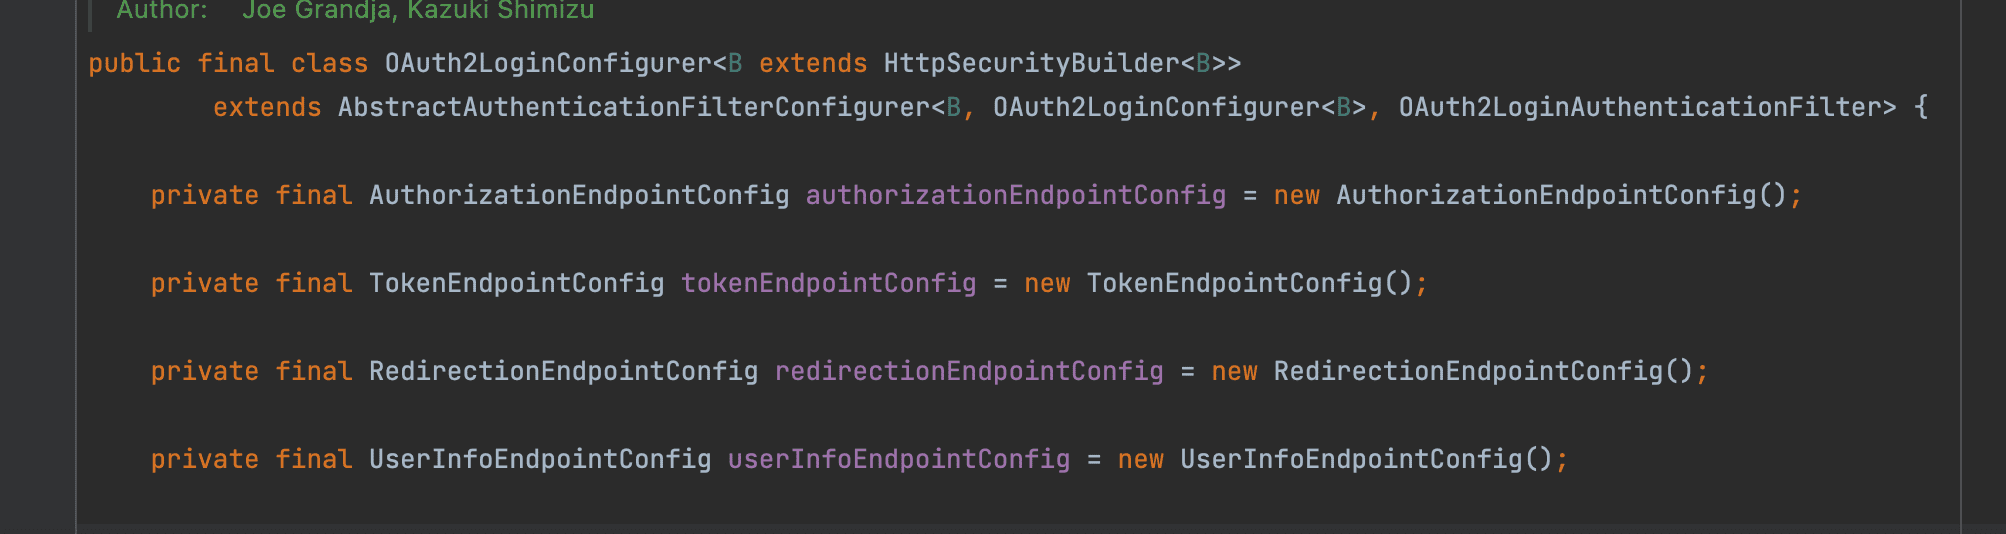 Author: Joe Grandja, Kazuki Shimizu
public final class OAuth2LoginConfigurer<B extends HttpSecurityBuilder<B>>
extends AbstractAuthenticationFilterConfigurer<B, OAuth2LoginConfigurer<B>, OAuth2LoginAuthenticationFilter> {
private final AuthorizationEndpointConfig authorizationEndpointConfig = new AuthorizationEndpointConfig();
private final TokenEndpointConfig tokenEndpointConfig = new TokenEndpointConfig();
private final RedirectionEndpointConfig redirectionEndpointConfig = new RedirectionEndpointConfig();
private final UserInfoEndpointConfig userInfoEndpointConfig = new UserInfoEndpointConfig();